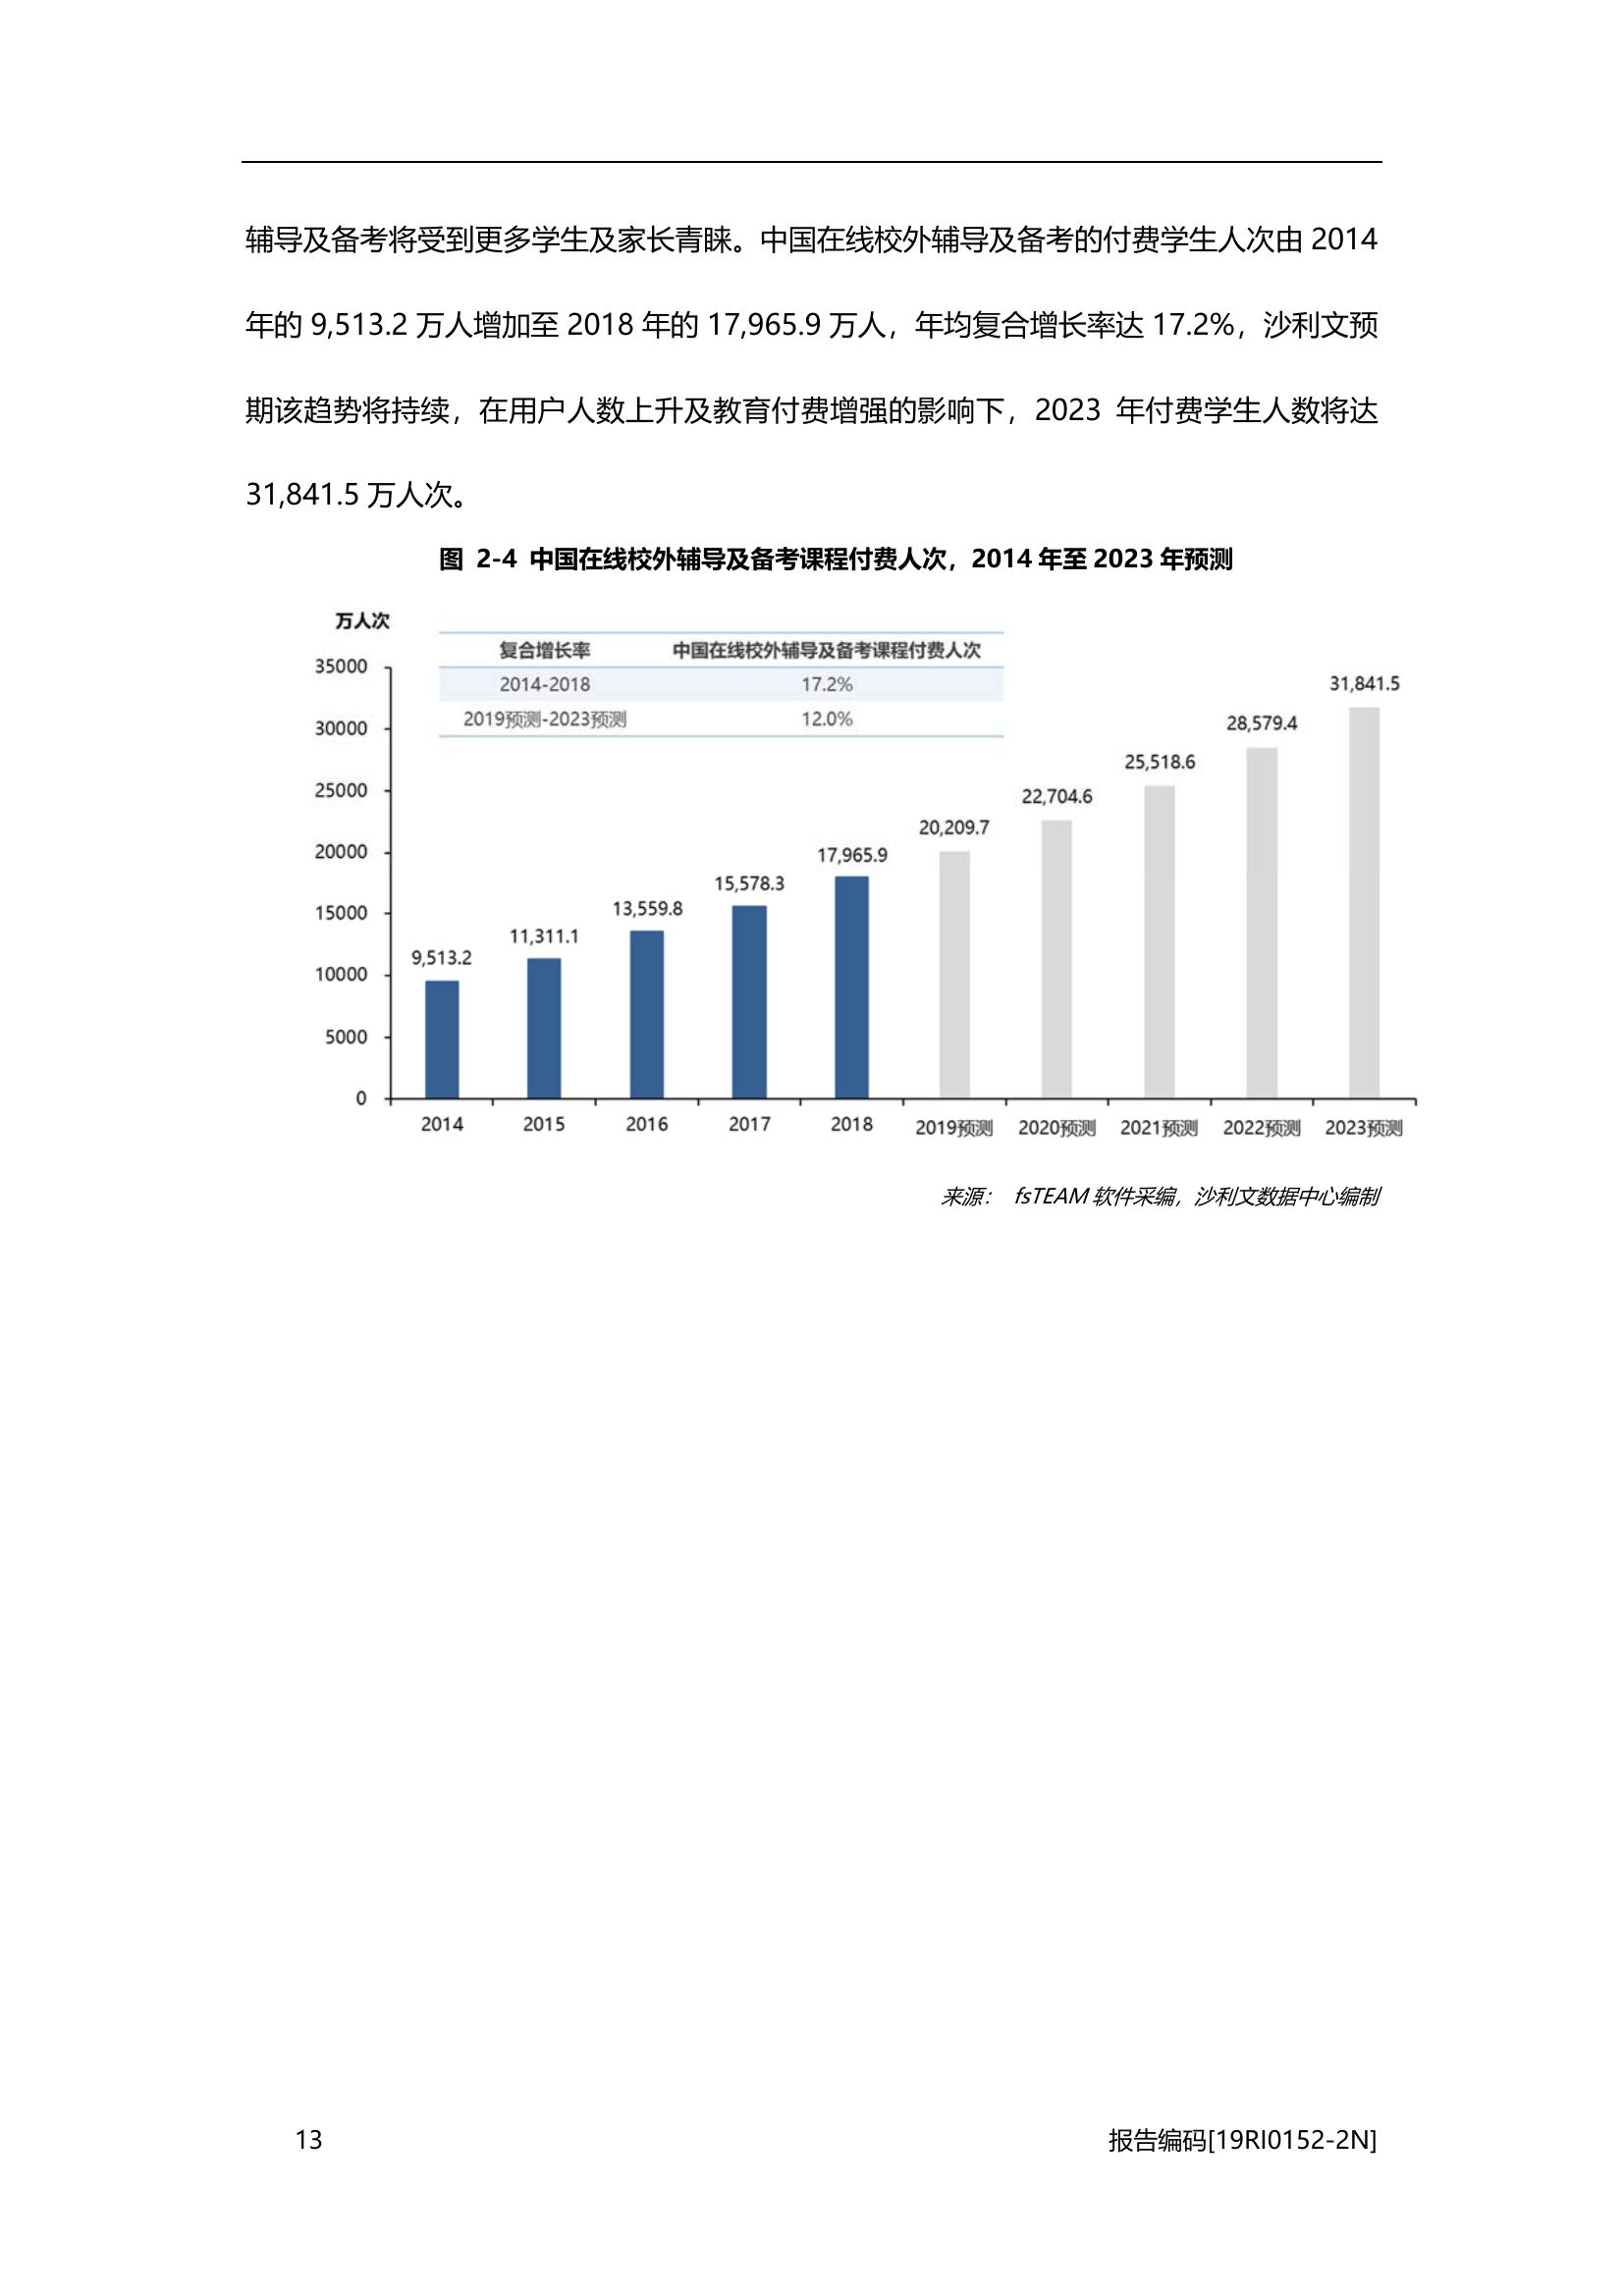 辅导及备考将受到更多学生及家长青睐。中国在线校外辅导及备考的付费学生人次由 2014
年的 9,513.2 万人增加至 2018 年的 17,965.9 万人，年均复合增长率达 17.2%，沙利文预
期该趋势将持续，在用户人数上升及教育付费增强的影响下，2023 年付费学生人数将达
31,841.5 万人次。
图 2-4 中国在线校外辅导及备考课程付费人次，2014 年至 2023 年预测
万人次
复合增长率 中国在线校外辅导及备考课程付费人次
2014-2018 17.2%
2019预测-2023预测 12.0%
35000
30000
25000
20000
15000
10000
5000
0
9,513.2
11,311.1
13,559.8
15,578.3
17,965.9
20,209.7
22,704.6
25,518.6
28,579.4
31,841.5
2014 2015 2016 2017 2018 2019预测 2020预测 2021预测 2022预测 2023预测
来源： fsTEAM 软件采编，沙利文数据中心编制
13 报告编码[19RI0152-2N]